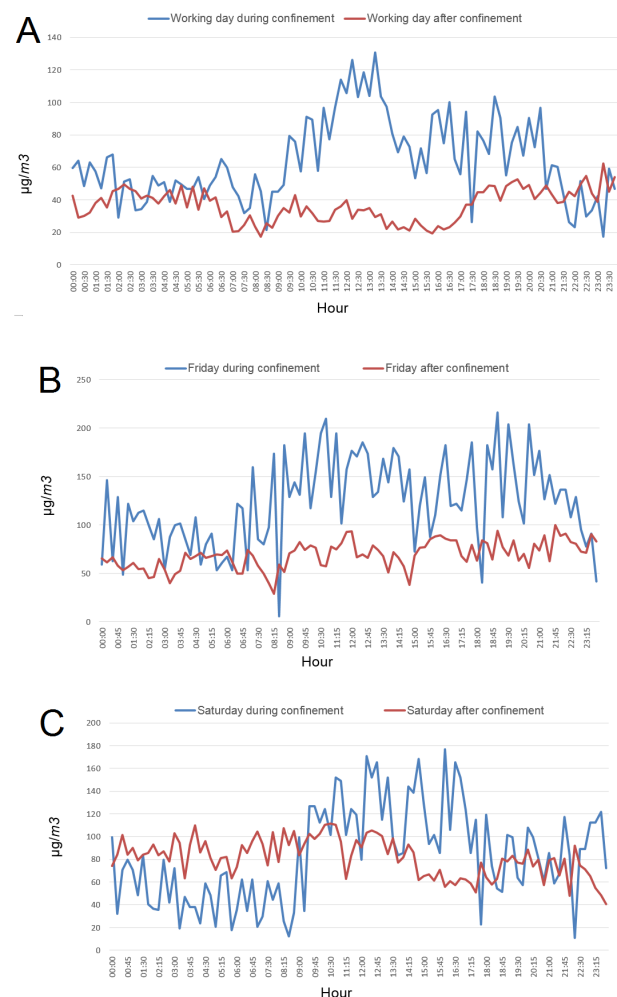 A
Working day during confinement Working day after confinement
140
120
100
80
60
40
20
0
µg/m3
00:00 00:30 01:00 01:30 02:00 02:30 03:00 03:30 04:00 04:30 05:00 05:30 06:00 06:30 07:00 07:30 08:00 08:30 09:00 09:30 10:00 10:30 11:00 11:30 12:00 12:30 13:00 13:30 14:00 14:30 15:00 15:30 16:00 16:30 17:00 17:30 18:00 18:30 19:00 19:30 20:00 20:30 21:00 21:30 22:00 22:30 23:00 23:30
Hour
B
Friday during confinement Friday after confinement
250
200
150
100
50
0
µg/m3
00:00 00:45 01:30 02:15 03:00 03:45 04:30 05:15 06:00 06:45 07:30 08:15 09:00 09:45 10:30 11:15 12:00 12:45 13:30 14:15 15:00 15:45 16:30 17:15 18:00 18:45 19:30 20:15 21:00 21:45 22:30 23:15
Hour
C
Saturday during confinement Saturday after confinement
200
180
160
140
120
100
80
60
40
20
0
µg/m3
00:00 00:45 01:30 02:15 03:00 03:45 04:30 05:15 06:00 06:45 07:30 08:15 09:00 09:45 10:30 11:15 12:00 12:45 13:30 14:15 15:00 15:45 16:30 17:15 18:00 18:45 19:30 20:15 21:00 21:45 22:30 23:15
Hour